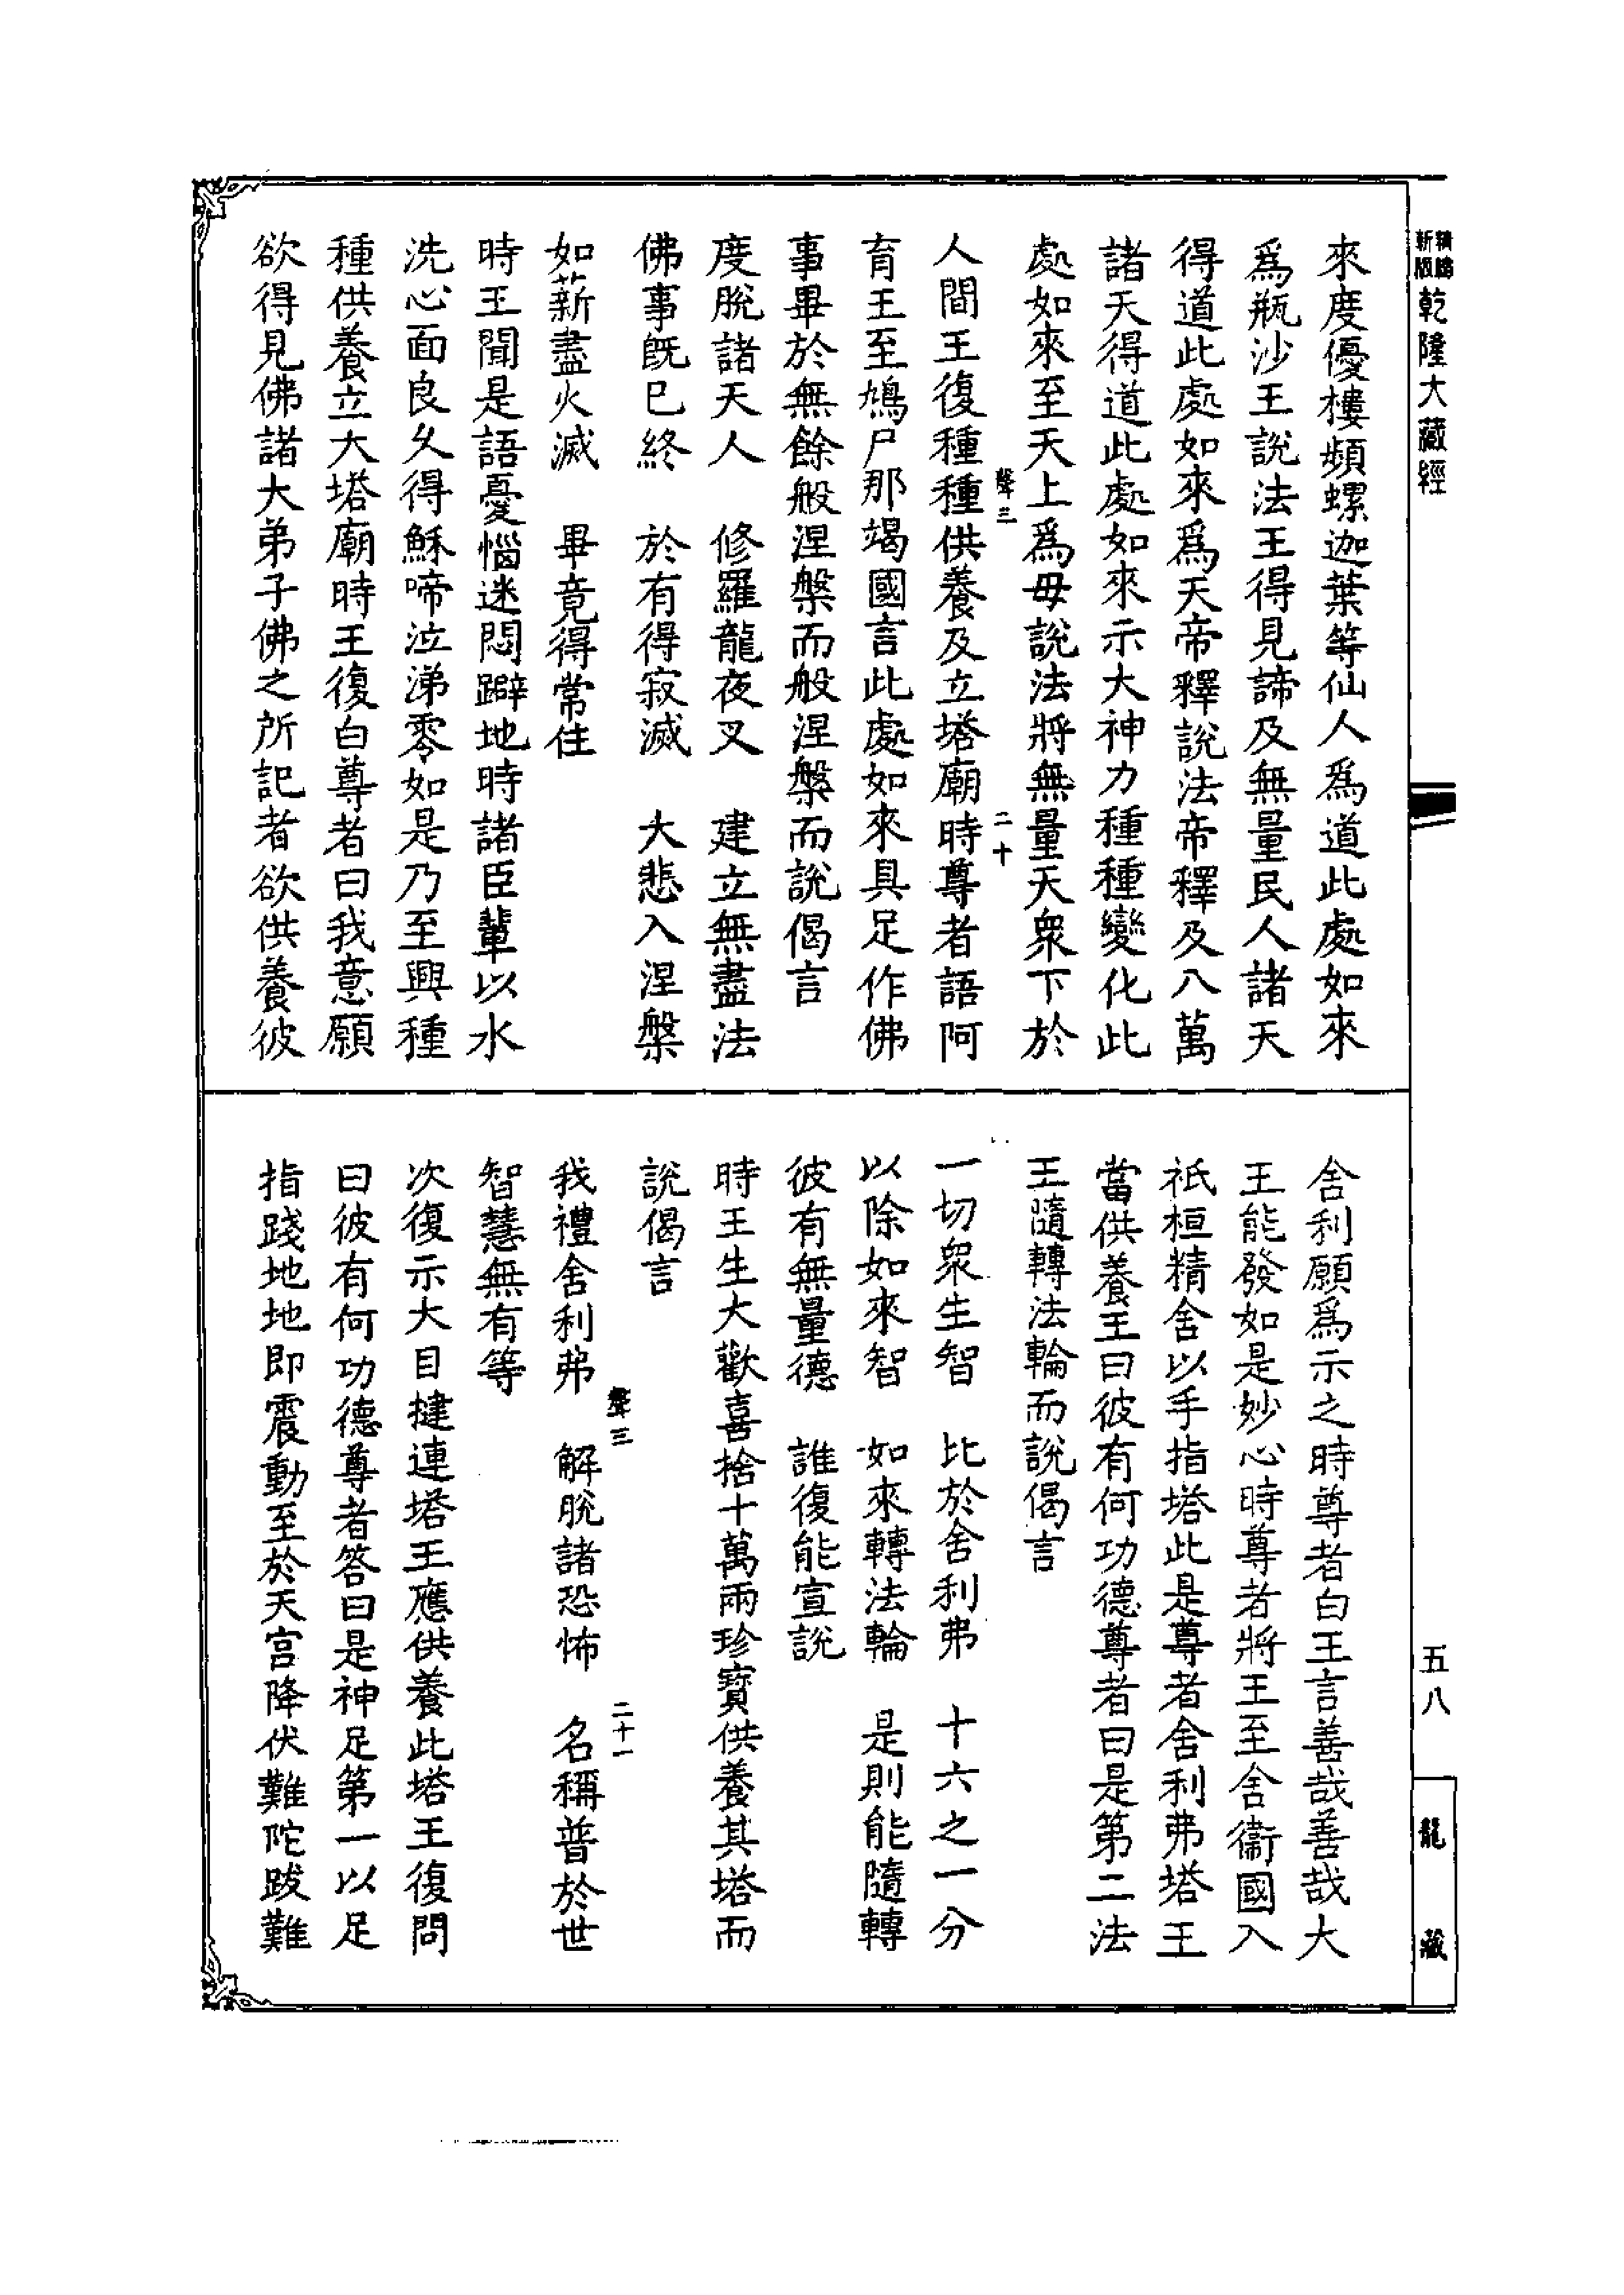 新版
乾隆大藏經
來度優樓頻螺迦葉等仙人爲道此處如來
爲瓶沙王說法王得見諦及無量民人諸天
得道此處如來爲天帝釋說法帝釋及八萬
諸天得道此處如來示大神力種種變化此
處如來至天上爲母說法將無量天衆下於
聲三
二十
人間王復種種供養及立塔廟時尊者語阿
育王至鳩尸那竭國言此處如來具足作佛
事畢於無餘般涅槃而般涅槃而說偈言
度脫諸天人　修羅龍夜叉　建立無盡法
佛事既已終　於有得寂滅　大悲入涅槃
如薪盡火滅　畢竟得常住
時王聞是語憂惱迷悶躃地時諸臣輩以水
洗心面良久得穌啼泣涕零如是乃至興種
種供養立大塔廟時王復白尊者曰我意願
欲得見佛諸大弟子佛之所記者欲供養彼
舍利願爲示之時尊者白王言善哉善哉大
王能發如是妙心時尊者將王至舍衞國入
祇桓精舍以手指塔此是尊者舍利弗塔王
當供養王曰彼有何功德尊者曰是第二法
王隨轉法輪而說偈言
一切衆生智　比於舍利弗　十六之一分
以除如來智　如來轉法輪　是則能隨轉
彼有無量德　誰復能宣說
時王生大歡喜捨十萬兩珍寶供養其塔而
說偈言
聲三
二十一
我禮舍利弗　解脫諸恐怖　名稱普於世
智慧無有等
次復示大目揵連塔王應供養此塔王復問
曰彼有何功德尊者答曰是神足第一以足
指踐地地即震動至於天宮降伏難陀跋難
五八
龍藏